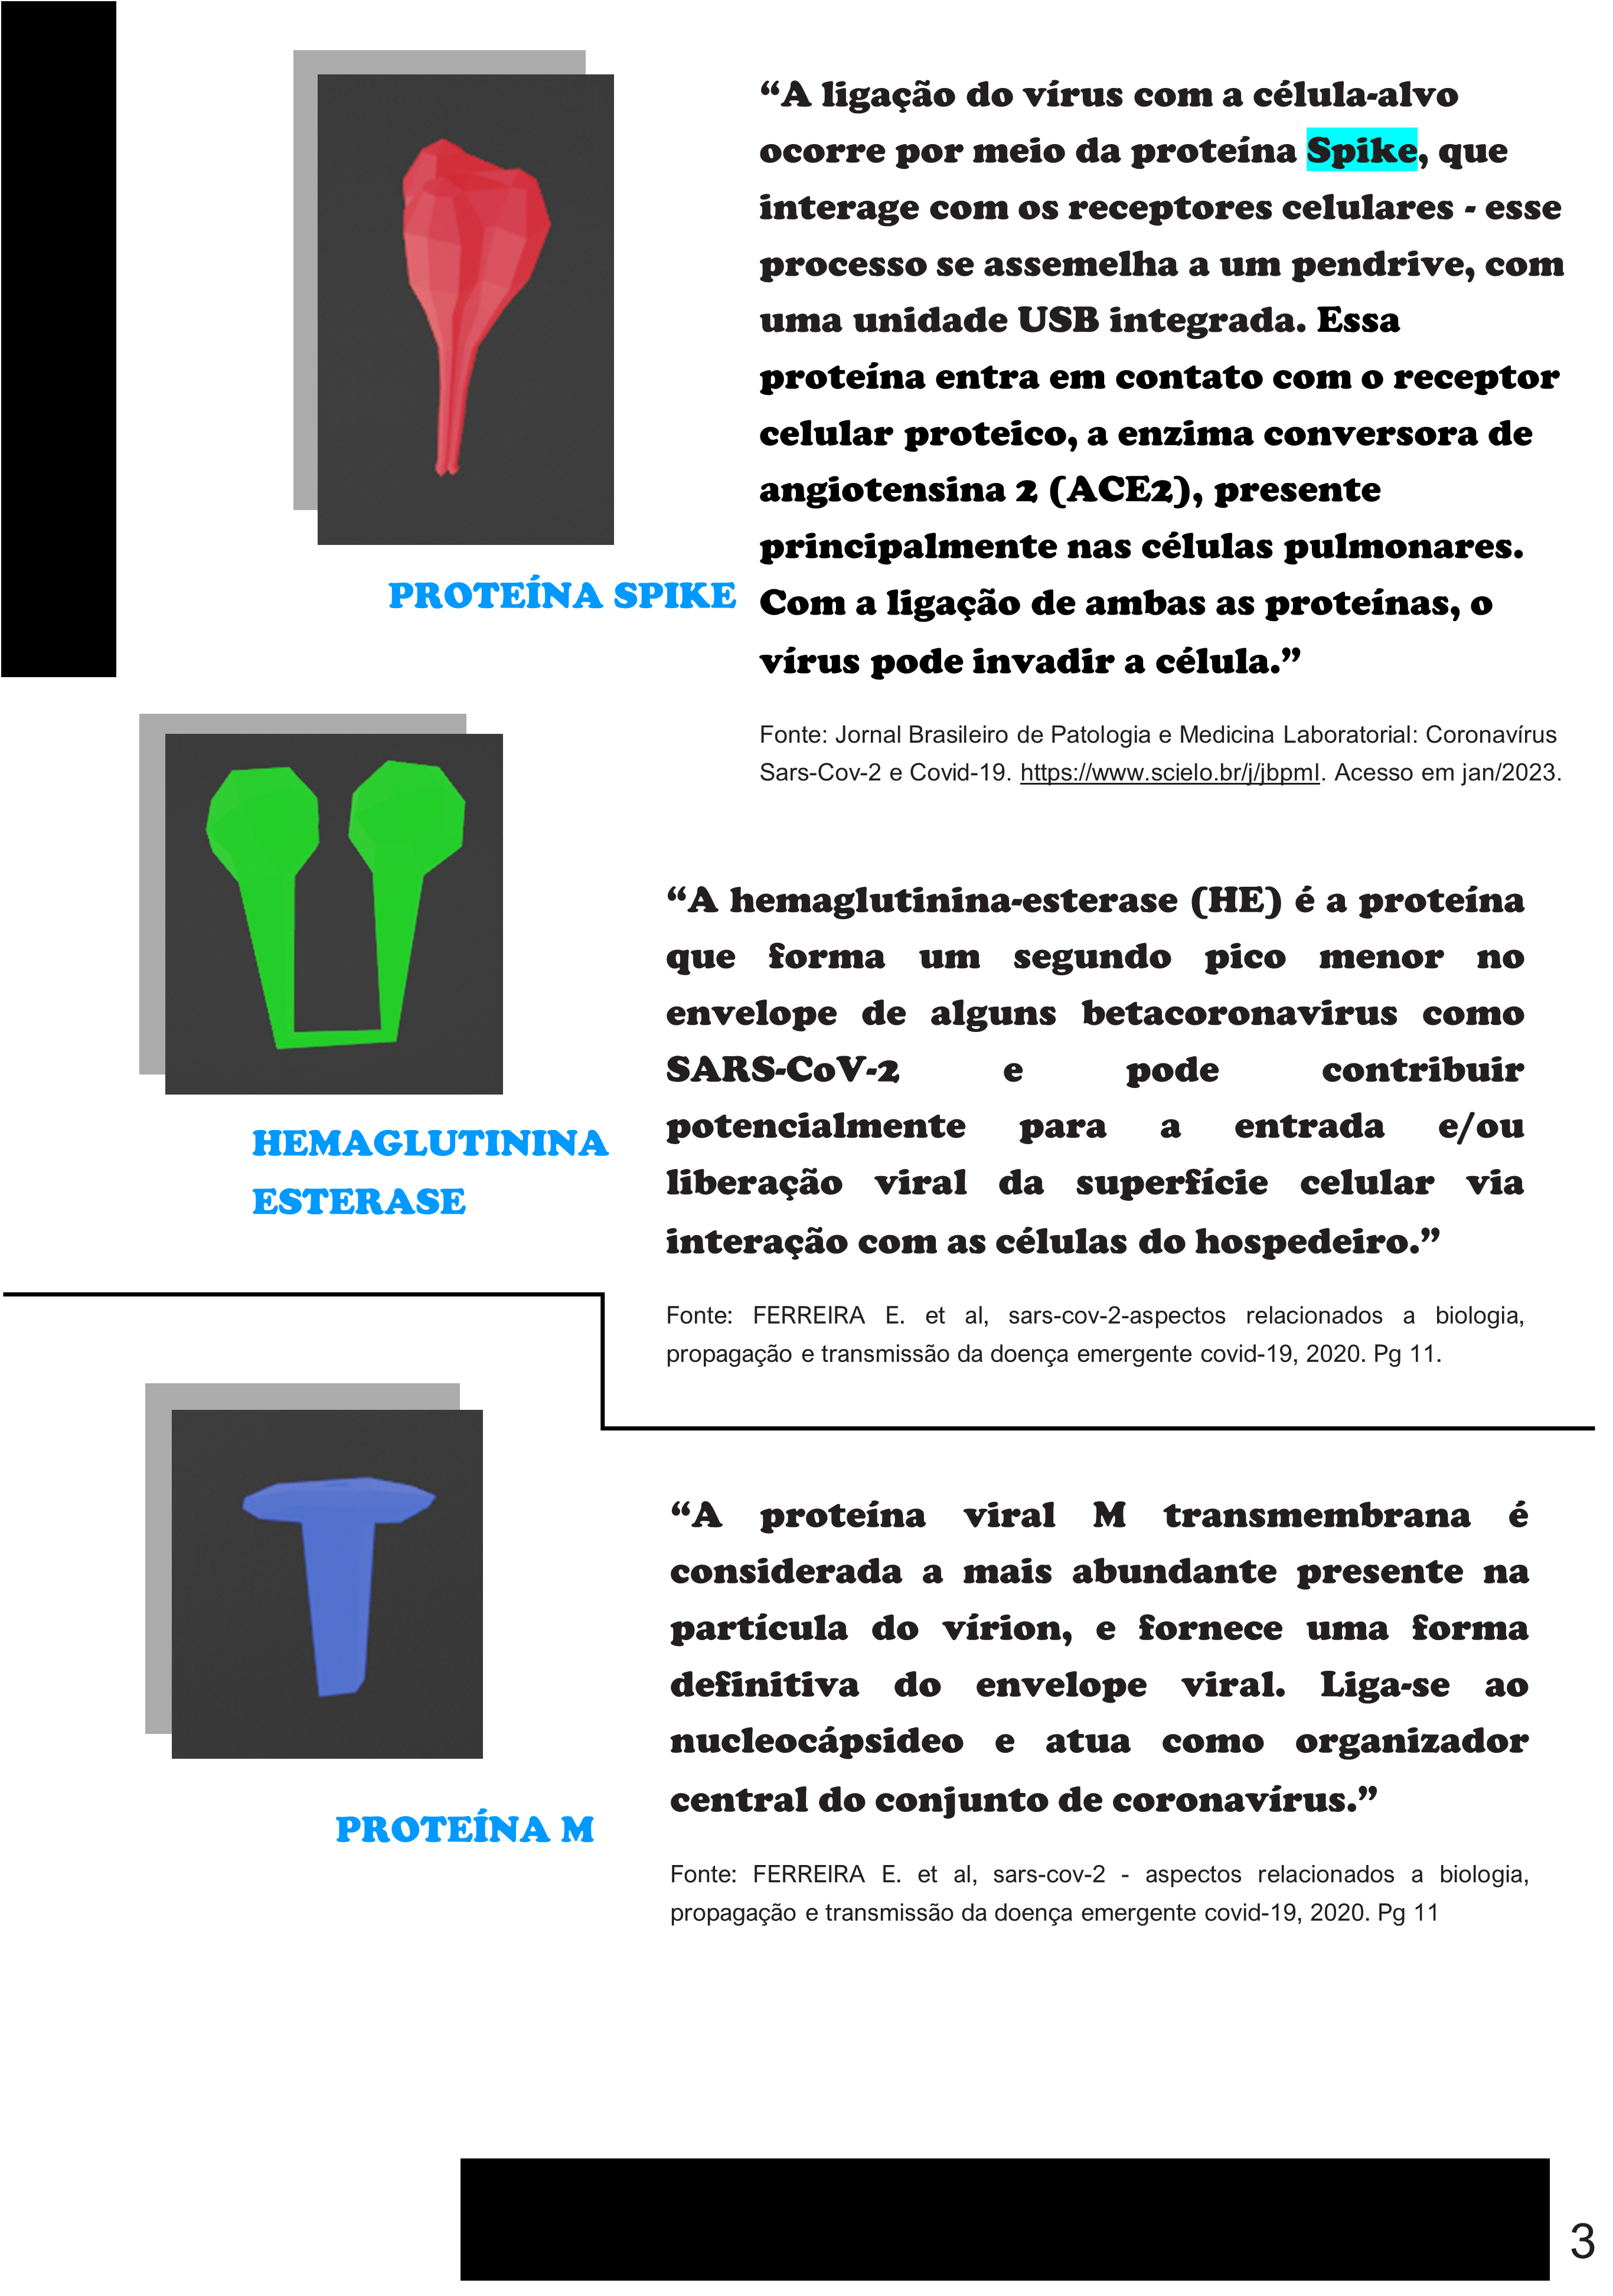 “A ligação do vírus com a célula-alvo
ocorre por meio da proteína Spike, que
interage com os receptores celulares - esse
processo se assemelha a um pendrive, com
uma unidade USB integrada. Essa
proteína entra em contato com o receptor
celular proteico, a enzima conversora de
angiotensina 2 (ACE2), presente
principalmente nas células pulmonares.
Com a ligação de ambas as proteínas, o
vírus pode invadir a célula.”
PROTEÍNA SPIKE
Fonte: Jornal Brasileiro de Patologia e Medicina Laboratorial: Coronavírus
Sars-Cov-2 e Covid-19. https://www.scielo.br/j/jbpml. Acesso em jan/2023.
“A hemaglutinina-esterase (HE) é a proteína
que forma um segundo pico menor no
envelope de alguns betacoronavirus como
SARS-CoV-2 e pode contribuir
potencialmente para a entrada e/ou
liberação viral da superfície celular via
interação com as células do hospedeiro.”
HEMAGLUTININA
ESTERASE
Fonte: FERREIRA E. et al, sars-cov-2-aspectos relacionados a biologia,
propagação e transmissão da doença emergente covid-19, 2020. Pg 11.
“A proteína viral M transmembrana é
considerada a mais abundante presente na
partícula do vírion, e fornece uma forma
definitiva do envelope viral. Liga-se ao
nucleocápsideo e atua como organizador
central do conjunto de coronavírus.”
PROTEÍNA M
Fonte: FERREIRA E. et al, sars-cov-2 - aspectos relacionados a biologia,
propagação e transmissão da doença emergente covid-19, 2020. Pg 11
3